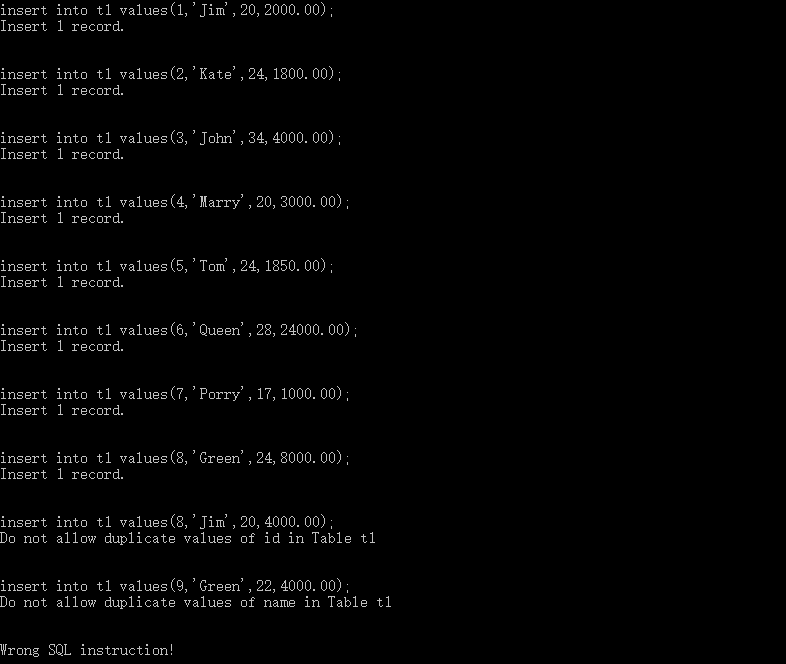 insert into t1 values(1,'Jim',20,2000.00);
Insert 1 record.
insert into t1 values(2,'Kate',24,1800.00);
Insert 1 record.
insert into t1 values(3,'John',34,4000.00);
Insert 1 record.
insert into t1 values(4,'Marry',20,3000.00);
Insert 1 record.
insert into t1 values(5,'Tom',24,1850.00);
Insert 1 record.
insert into t1 values(6,'Queen',28,24000.00);
Insert 1 record.
insert into t1 values(7,'Porry',17,1000.00);
Insert 1 record.
insert into t1 values(8,'Green',24,8000.00);
Insert 1 record.
insert into t1 values(8,'Jim',20,4000.00);
Do not allow duplicate values of id in Table t1
insert into t1 values(9,'Green',22,4000.00);
Do not allow duplicate values of name in Table t1
Wrong SQL instruction!